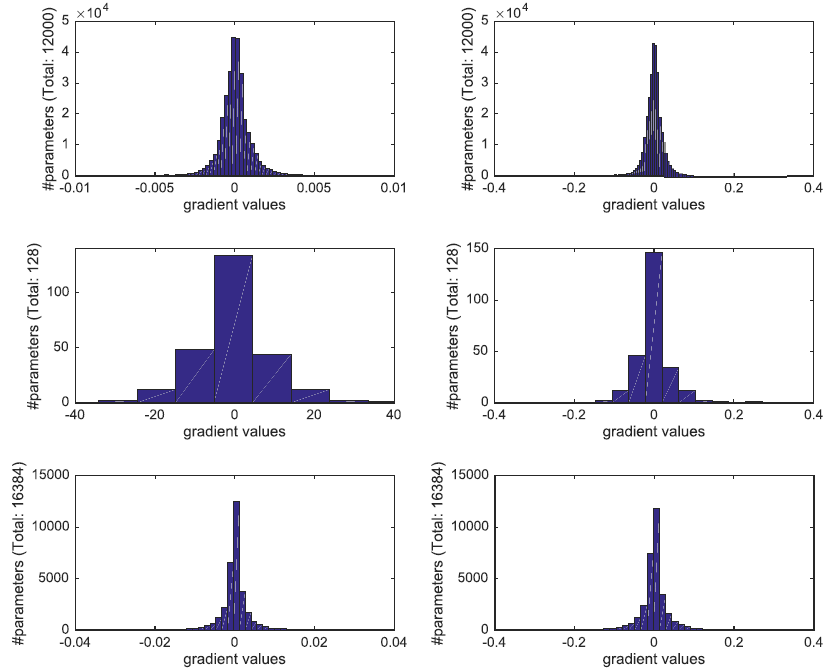 ×10⁴
5
4
3
2
1
0
-0.01 -0.005 0 0.005 0.01
gradient values
#parameters (Total: 12000)
×10⁴
5
4
3
2
1
0
-0.4 -0.2 0 0.2 0.4
gradient values
#parameters (Total: 12000)
100
50
0
-40 -20 0 20 40
gradient values
#parameters (Total: 128)
150
100
50
0
-0.4 -0.2 0 0.2 0.4
gradient values
#parameters (Total: 128)
15000
10000
5000
0
-0.04 -0.02 0 0.02 0.04
gradient values
#parameters (Total: 16384)
15000
10000
5000
0
-0.4 -0.2 0 0.2 0.4
gradient values
#parameters (Total: 16384)